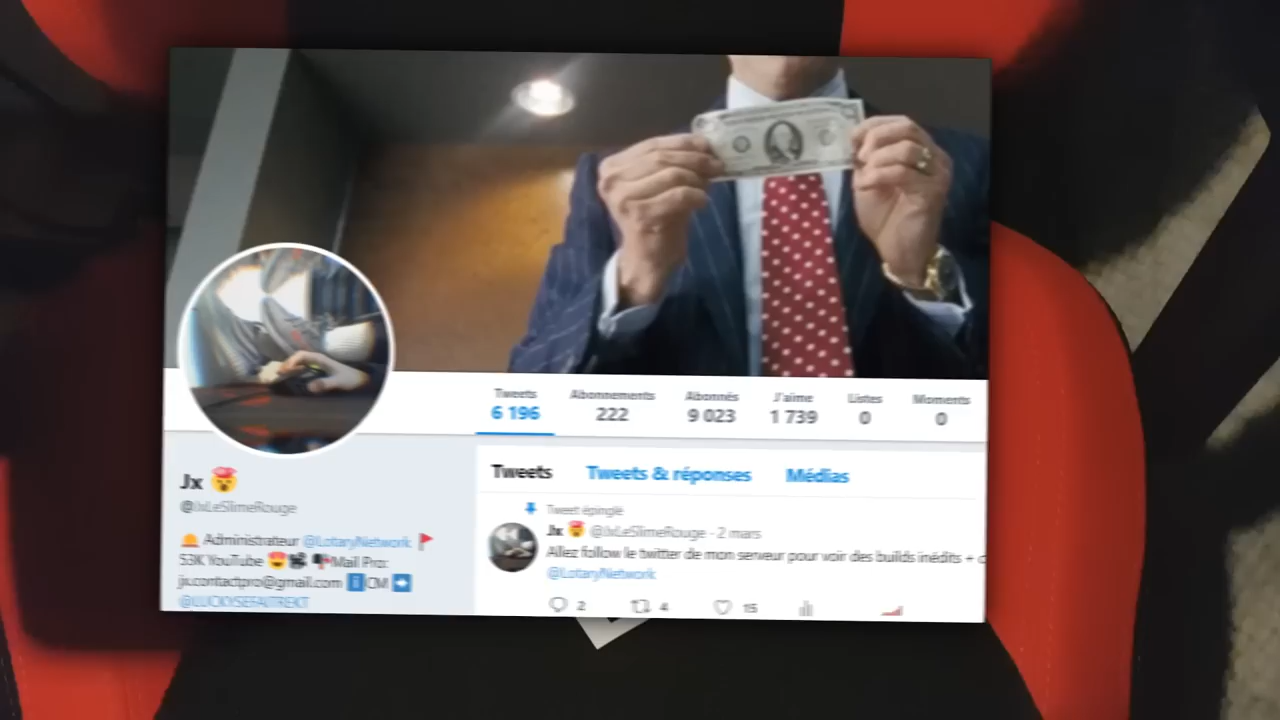 Tweets Abonnements Abonnés J'aime Listes Moments
6 196 222 9 023 1 739 0 0
Tweets Tweets & réponses Médias
Tweet épinglé
Jx @JxLeSlimeRouge - 2 mars
Allez follow le twitter de mon serveur pour voir des builds inédits +
@LotaryNetwork
2 4 15
Jx
@JxLeSlimeRouge
Administrateur @LotaryNetwork
53K YouTube Mail Pro:
jx.contactpro@gmail.com CM
@LUCKYSEFAITREKT